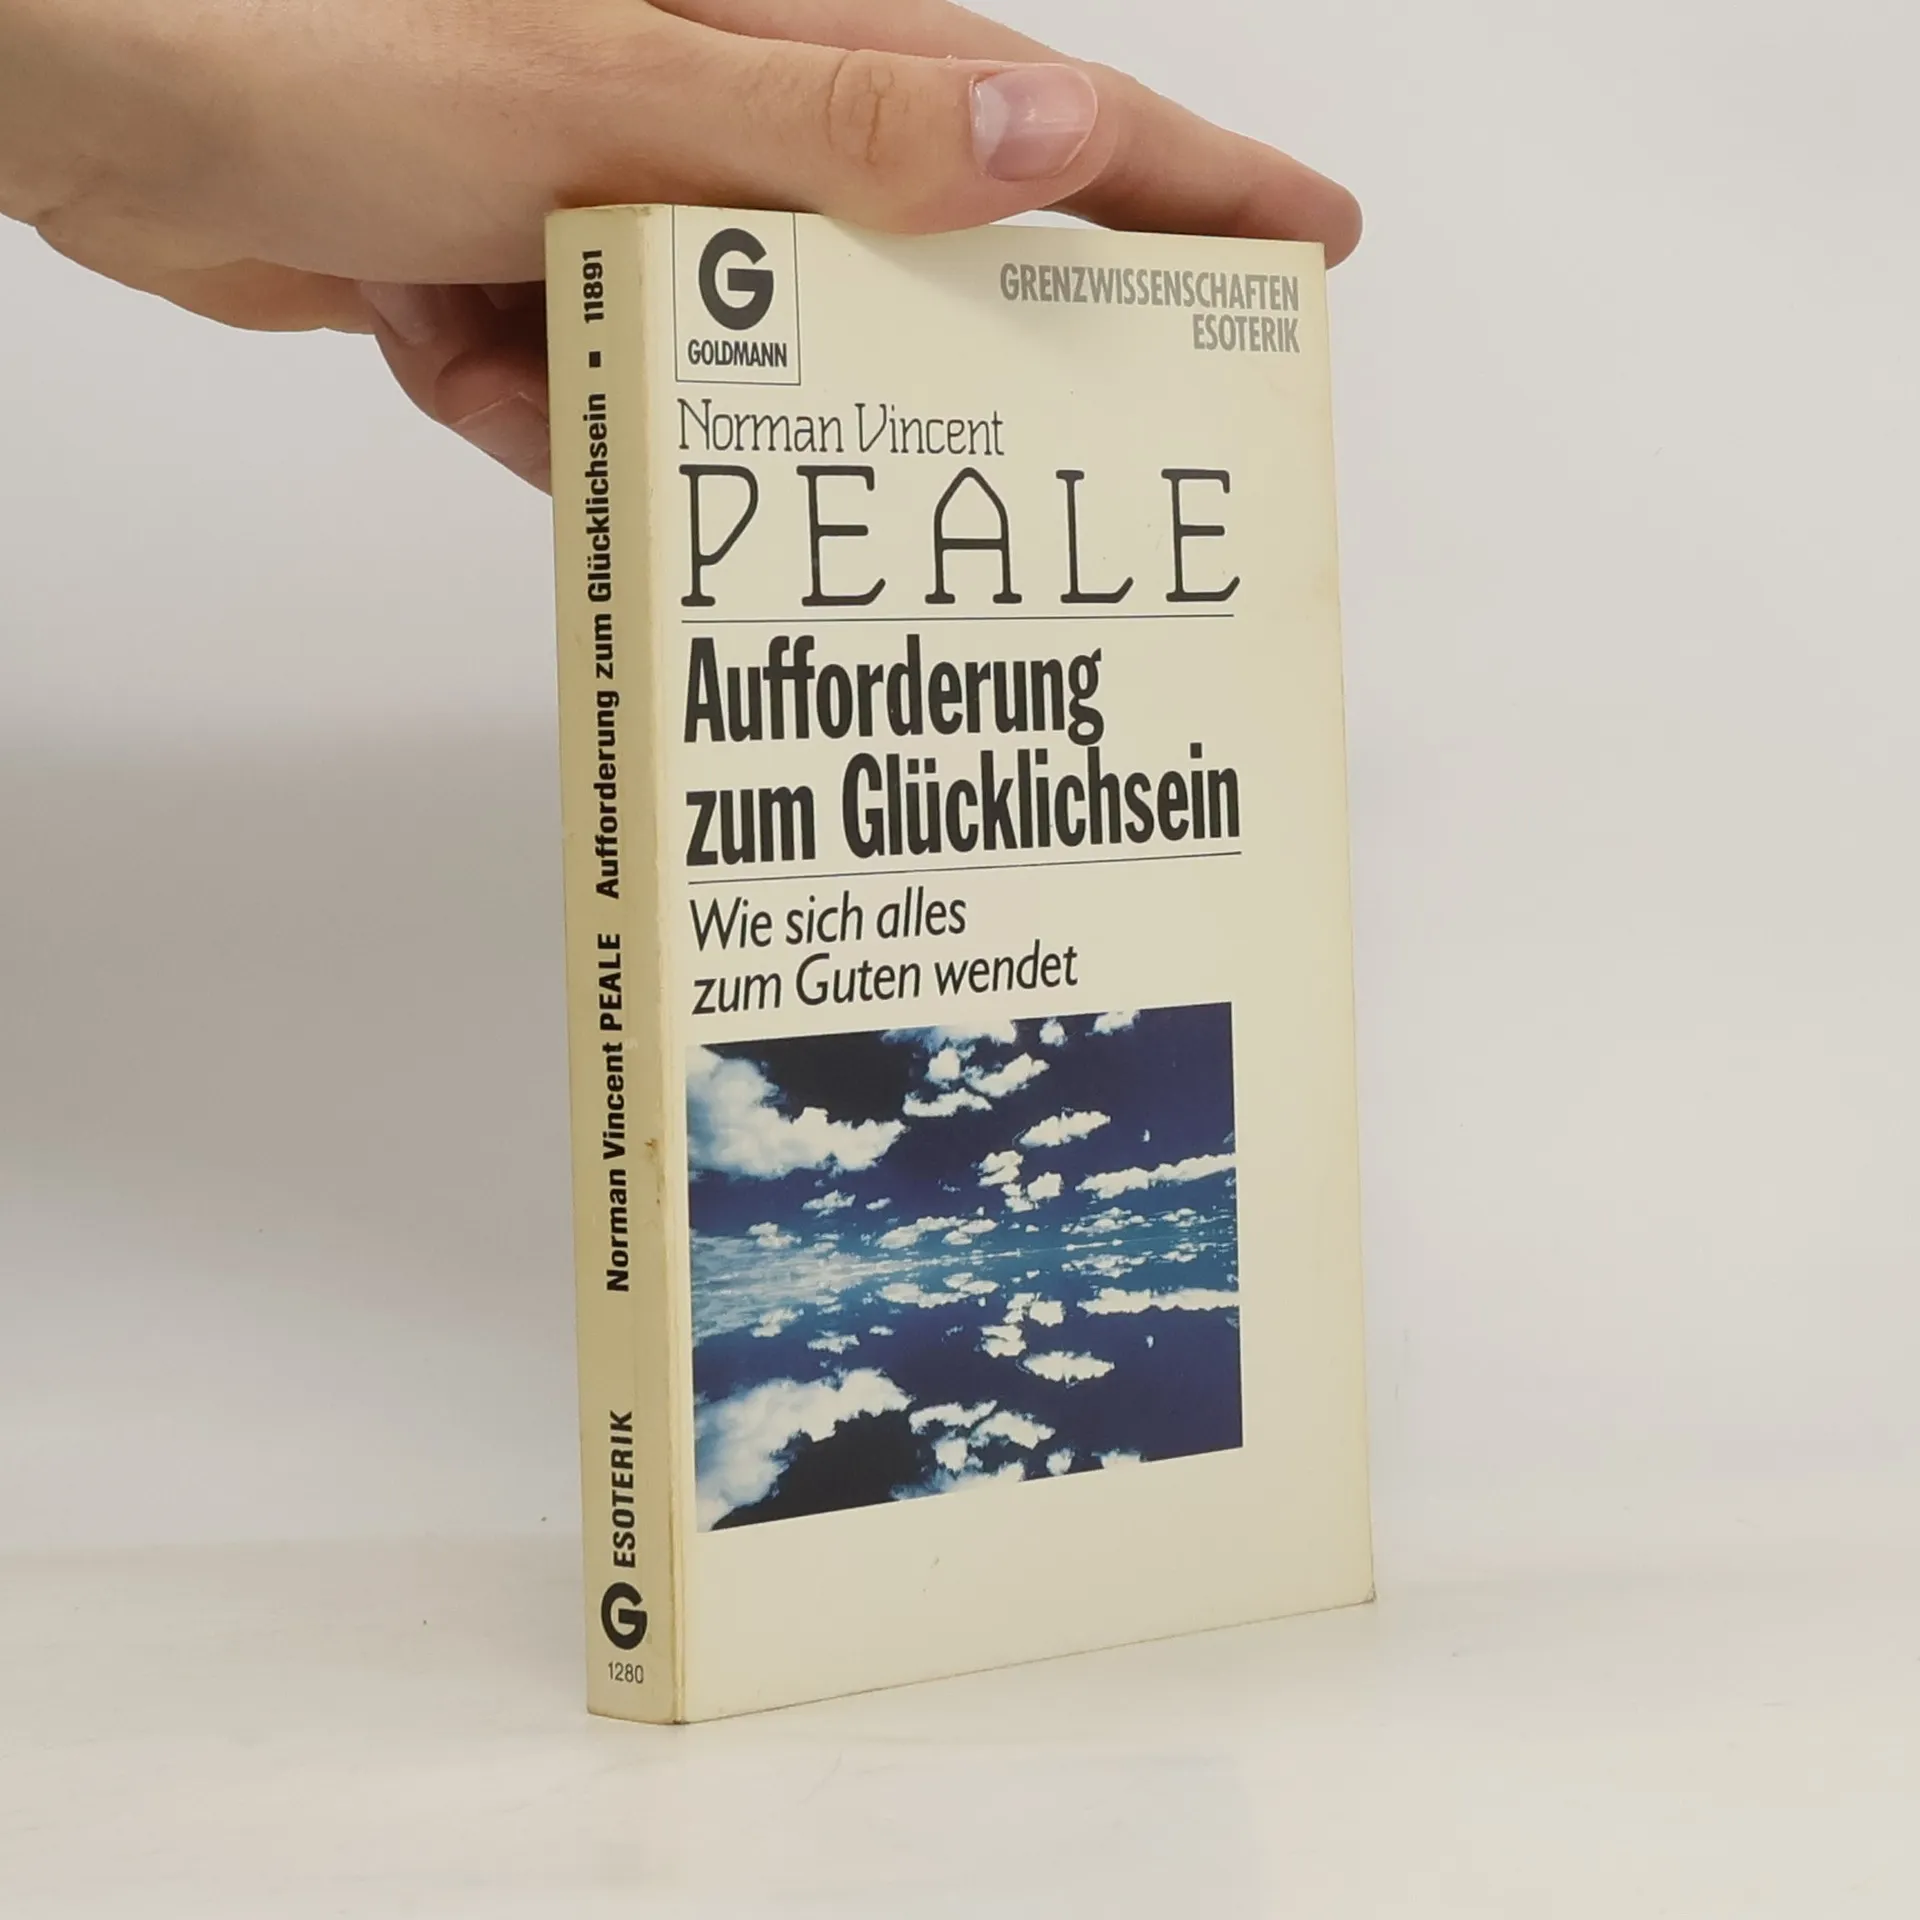 G
GOLDMANN
GRENZWISSENSCHAFTEN
ESOTERIK
Norman Vincent
PEALE
Aufforderung
zum Glücklichsein
Wie sich alles
zum Guten wendet
Norman Vincent PEALE Aufforderung zum Glücklichsein ■ 11891
G ESOTERIK
1280